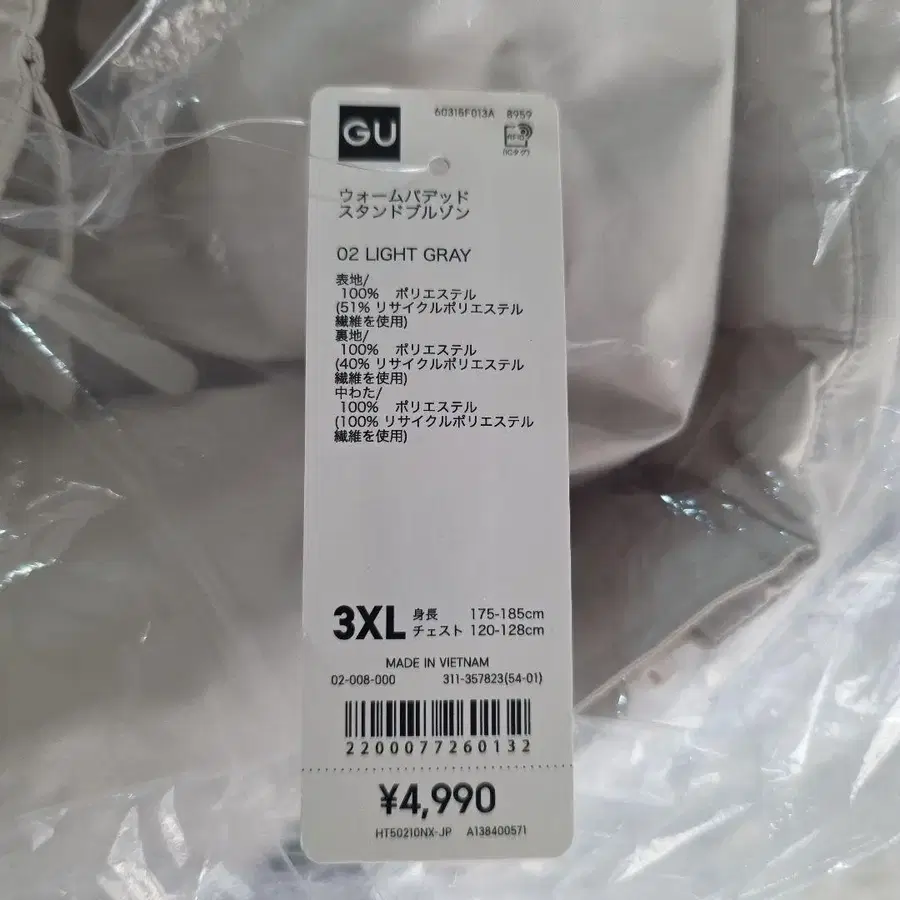 GU
60315F013A 8959
RFID
(ICタグ)
ウォームパデッド
スタンドブルゾン
02 LIGHT GRAY
表地/
100% ポリエステル
(51% リサイクルポリエステル
繊維を使用)
裏地/
100% ポリエステル
(40% リサイクルポリエステル
繊維を使用)
中わた/
100% ポリエステル
(100% リサイクルポリエステル
繊維を使用)
3XL 身長 175-185cm
チェスト 120-128cm
MADE IN VIETNAM
02-008-000 311-357823(54-01)
2200077260132
¥4,990
HT50210NX-JP A138400571